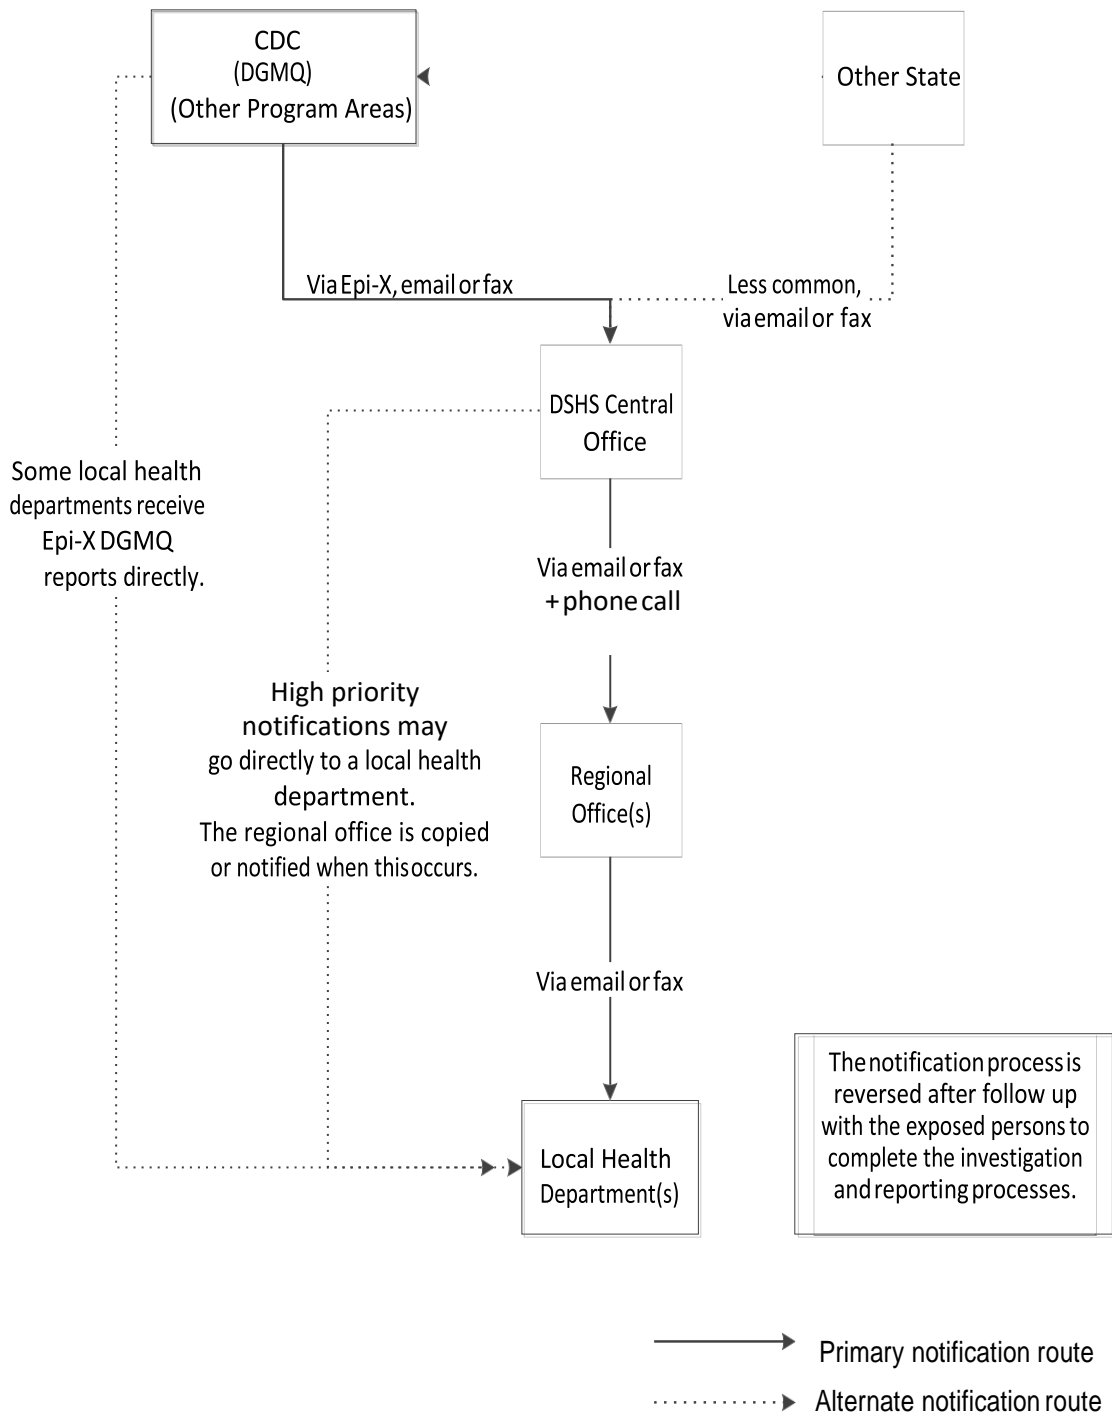 CDC
(DGMQ)
(Other Program Areas)
Other State
Via Epi-X, email or fax
Less common,
via email or fax
DSHS Central
Office
Some local health
departments receive
Epi-X DGMQ
reports directly.
Via email or fax
+ phone call
High priority
notifications may
go directly to a local health
department.
The regional office is copied
or notified when this occurs.
Regional
Office(s)
Via email or fax
The notification process is
reversed after follow up
with the exposed persons to
complete the investigation
and reporting processes.
Local Health
Department(s)
Primary notification route
Alternate notification route